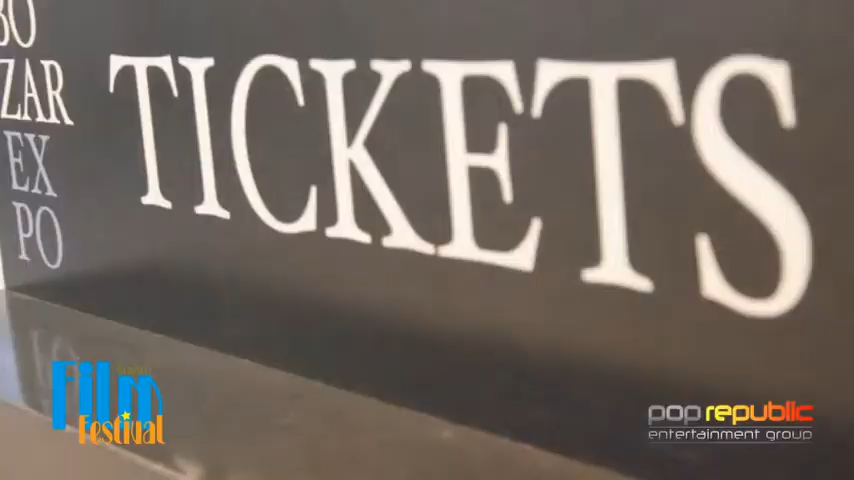 BO
ZAR
EX
PO
TICKETS
Film
Festival
pop republic
entertainment group